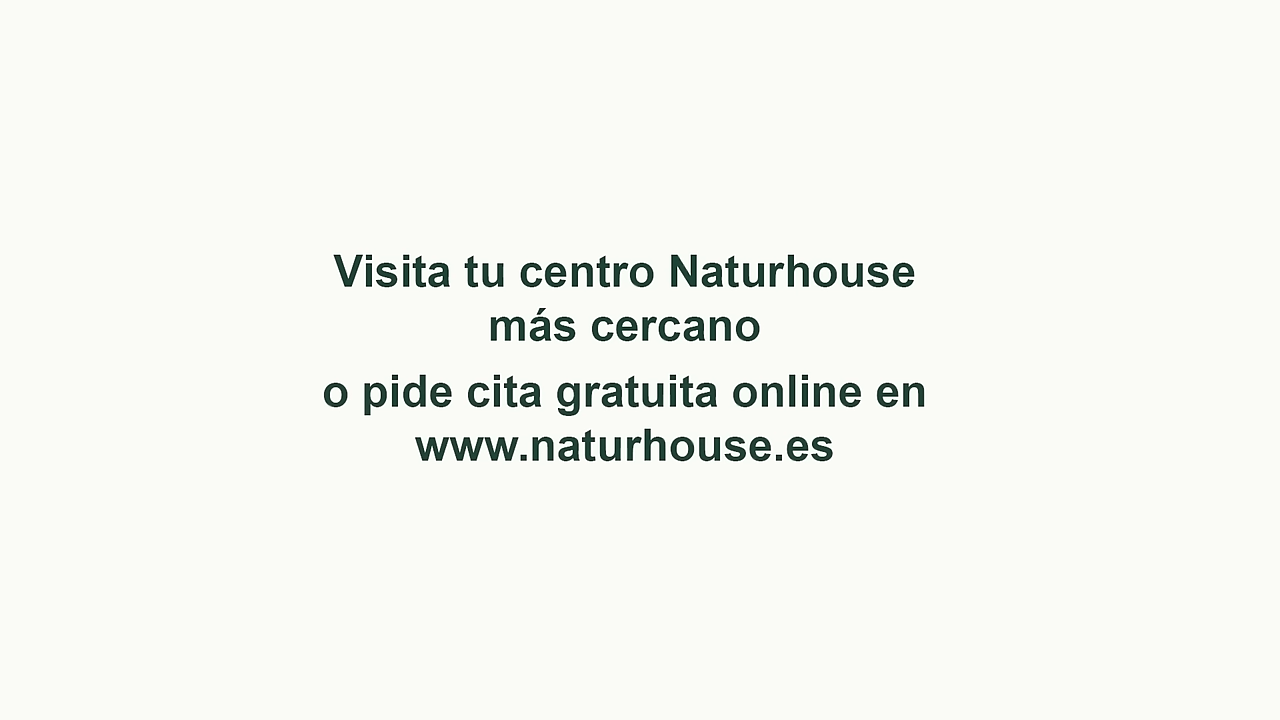 Visita tu centro Naturhouse
más cercano
o pide cita gratuita online en
www.naturhouse.es